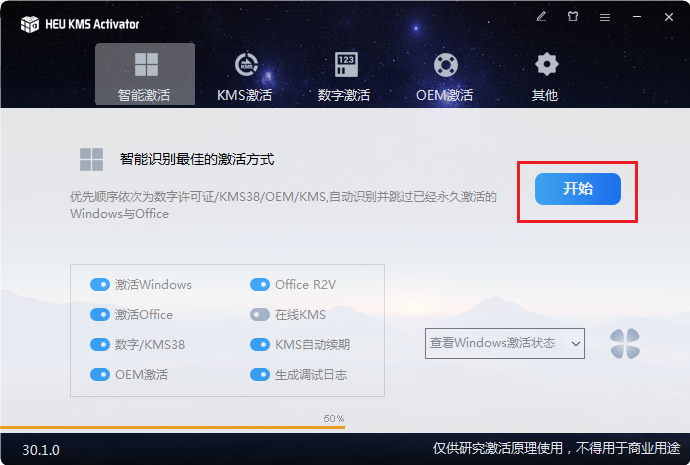 HEU KMS Activator
智能激活
KMS激活
数字激活
OEM激活
其他
智能识别最佳的激活方式
优先顺序依次为数字许可证/KMS38/OEM/KMS,自动识别并跳过已经永久激活的
Windows与Office
开始
激活Windows
Office R2V
激活Office
在线KMS
数字/KMS38
KMS自动续期
OEM激活
生成调试日志
查看Windows激活状态
50%
30.1.0
仅供研究激活原理使用，不得用于商业用途